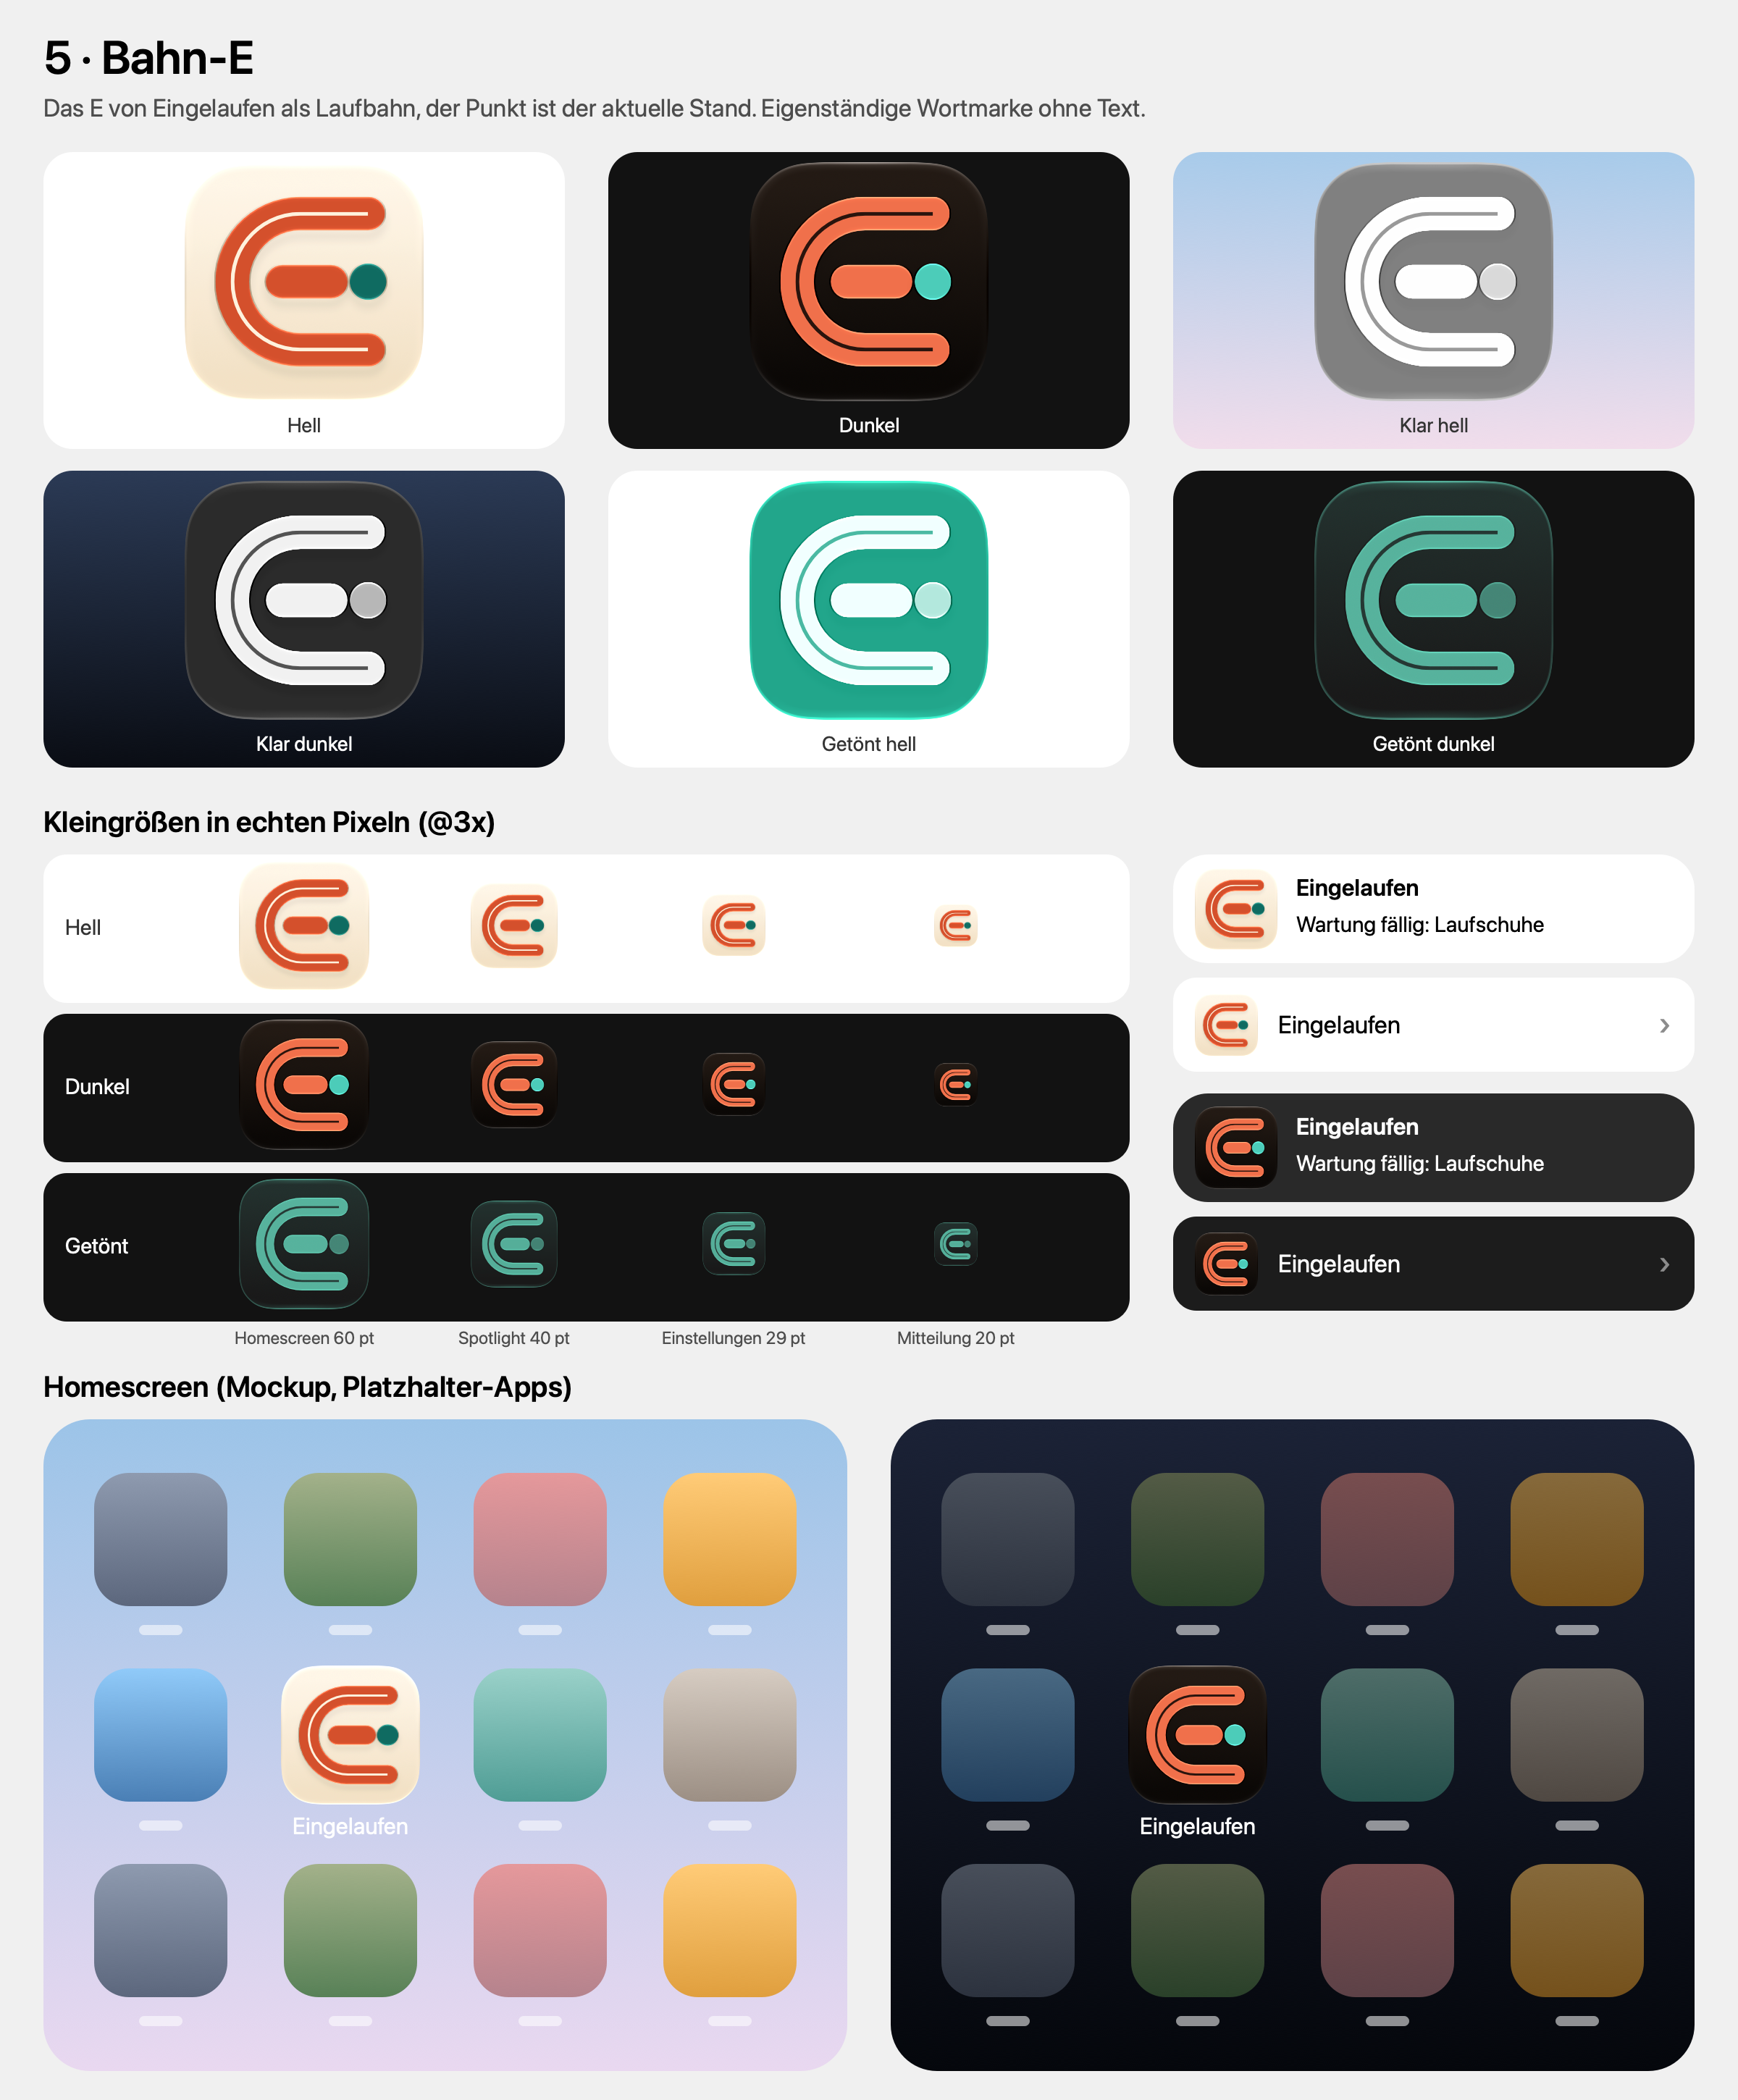 5 · Bahn-E
Das E von Eingelaufen als Laufbahn, der Punkt ist der aktuelle Stand. Eigenständige Wortmarke ohne Text.
Hell
Dunkel
Klar hell
Klar dunkel
Getönt hell
Getönt dunkel
Kleingrößen in echten Pixeln (@3x)
Hell
Dunkel
Getönt
Homescreen 60 pt
Spotlight 40 pt
Einstellungen 29 pt
Mitteilung 20 pt
Eingelaufen
Wartung fällig: Laufschuhe
Eingelaufen
Eingelaufen
Wartung fällig: Laufschuhe
Eingelaufen
Homescreen (Mockup, Platzhalter-Apps)
Eingelaufen
Eingelaufen